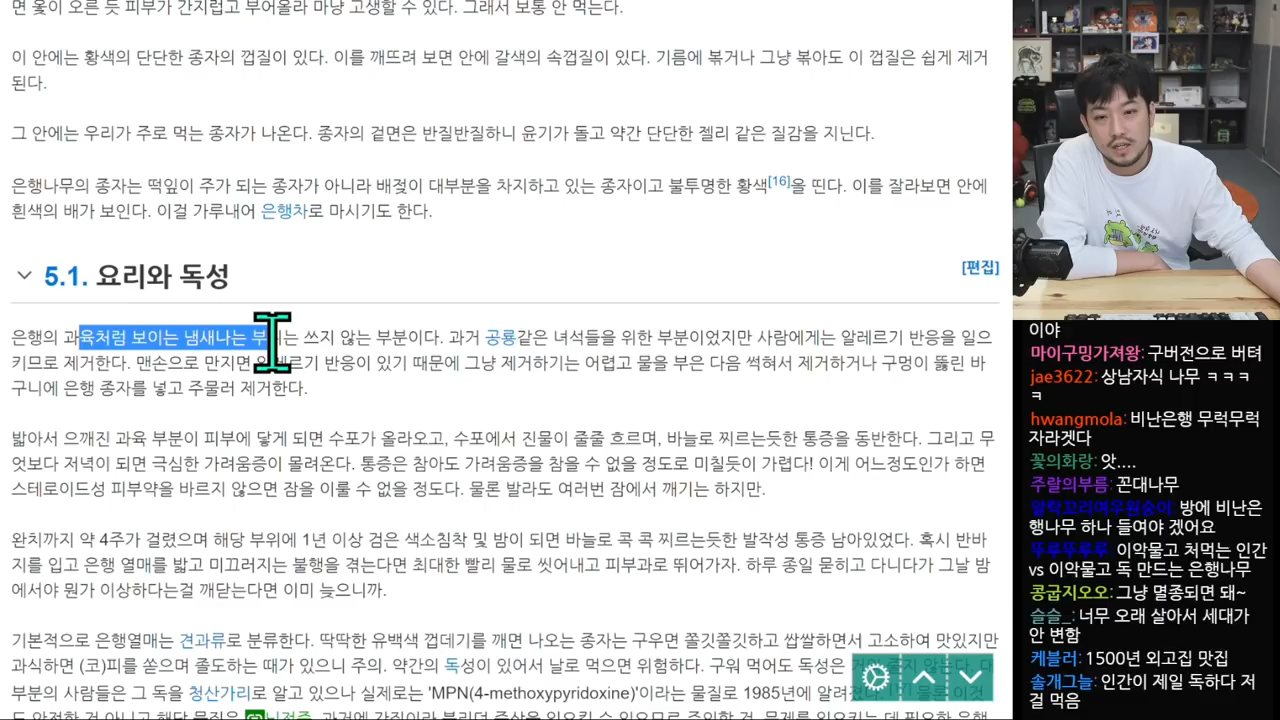 면 옻이 오른 듯 피부가 간지럽고 부어올라 마냥 고생할 수 있다. 그래서 보통 안 먹는다.
이 안에는 황색의 단단한 종자의 껍질이 있다. 이를 깨뜨려 보면 안에 갈색의 속껍질이 있다. 기름에 볶거나 그냥 볶아도 이 껍질은 쉽게 제거
된다.
그 안에는 우리가 주로 먹는 종자가 나온다. 종자의 겉면은 반질반질하니 윤기가 돌고 약간 단단한 젤리 같은 질감을 지닌다.
은행나무의 종자는 떡잎이 주가 되는 종자가 아니라 배젖이 대부분을 차지하고 있는 종자이고 불투명한 황색[16]을 띤다. 이를 잘라보면 안에
흰색의 배가 보인다. 이걸 가루내어 은행차로 마시기도 한다.
5.1. 요리와 독성
[편집]
은행의 과육처럼 보이는 냄새나는 부 는 쓰지 않는 부분이다. 과거 공룡같은 녀석들을 위한 부분이었지만 사람에게는 알레르기 반응을 일으
키므로 제거한다. 맨손으로 만지면 르기 반응이 있기 때문에 그냥 제거하기는 어렵고 물을 부은 다음 썩혀서 제거하거나 구멍이 뚫린 바
구니에 은행 종자를 넣고 주물러 제거한다.
밟아서 으깨진 과육 부분이 피부에 닿게 되면 수포가 올라오고, 수포에서 진물이 줄줄 흐르며, 바늘로 찌르는듯한 통증을 동반한다. 그리고 무
엇보다 저녁이 되면 극심한 가려움증이 몰려온다. 통증은 참아도 가려움증을 참을 수 없을 정도로 미칠듯이 가렵다! 이게 어느정도인가 하면
스테로이드성 피부약을 바르지 않으면 잠을 이룰 수 없을 정도다. 물론 발라도 여러번 잠에서 깨기는 하지만.
완치까지 약 4주가 걸렸으며 해당 부위에 1년 이상 검은 색소침착 및 밤이 되면 바늘로 콕 콕 찌르는듯한 발작성 통증 남아있었다. 혹시 반바
지를 입고 은행 열매를 밟고 미끄러지는 불행을 겪는다면 최대한 빨리 물로 씻어내고 피부과로 뛰어가자. 하루 종일 묻히고 다니다가 그날 밤
에서야 뭔가 이상하다는걸 깨닫는다면 이미 늦으니까.
기본적으로 은행열매는 견과류로 분류한다. 딱딱한 유백색 껍데기를 깨면 나오는 종자는 구우면 쫄깃쫄깃하고 쌉쌀하면서 고소하여 맛있지만
과식하면 (코)피를 쏟으며 졸도하는 때가 있으니 주의. 약간의 독성이 있어서 날로 먹으면 위험하다. 구워 먹어도 독성은
부분의 사람들은 그 독을 청산가리로 알고 있으나 실제로는 'MPN(4-methoxypyridoxine)'이라는 물질로 1985년에
이야
마이구밍가져왕: 구버전으로 버텨
jae3622: 상남자식 나무 ㅋㅋㅋ
ㅋ
hwangmola: 비난은행 무럭무럭
자라겟다
꽃의화랑: 앗....
주랄의부름: 꼰대나무
방에 비난은
행나무 하나 들여야 겠어요
뚜루뚜루루: 이악물고 처먹는 인간
vs 이악물고 독 만드는 은행나무
콩굽지오오: 그냥 멸종되면 돼~
슬슬_: 너무 오래 살아서 세대가
안 변함
케블러: 1500년 외고집 맛집
솔개그늘: 인간이 제일 독하다 저
걸 먹음